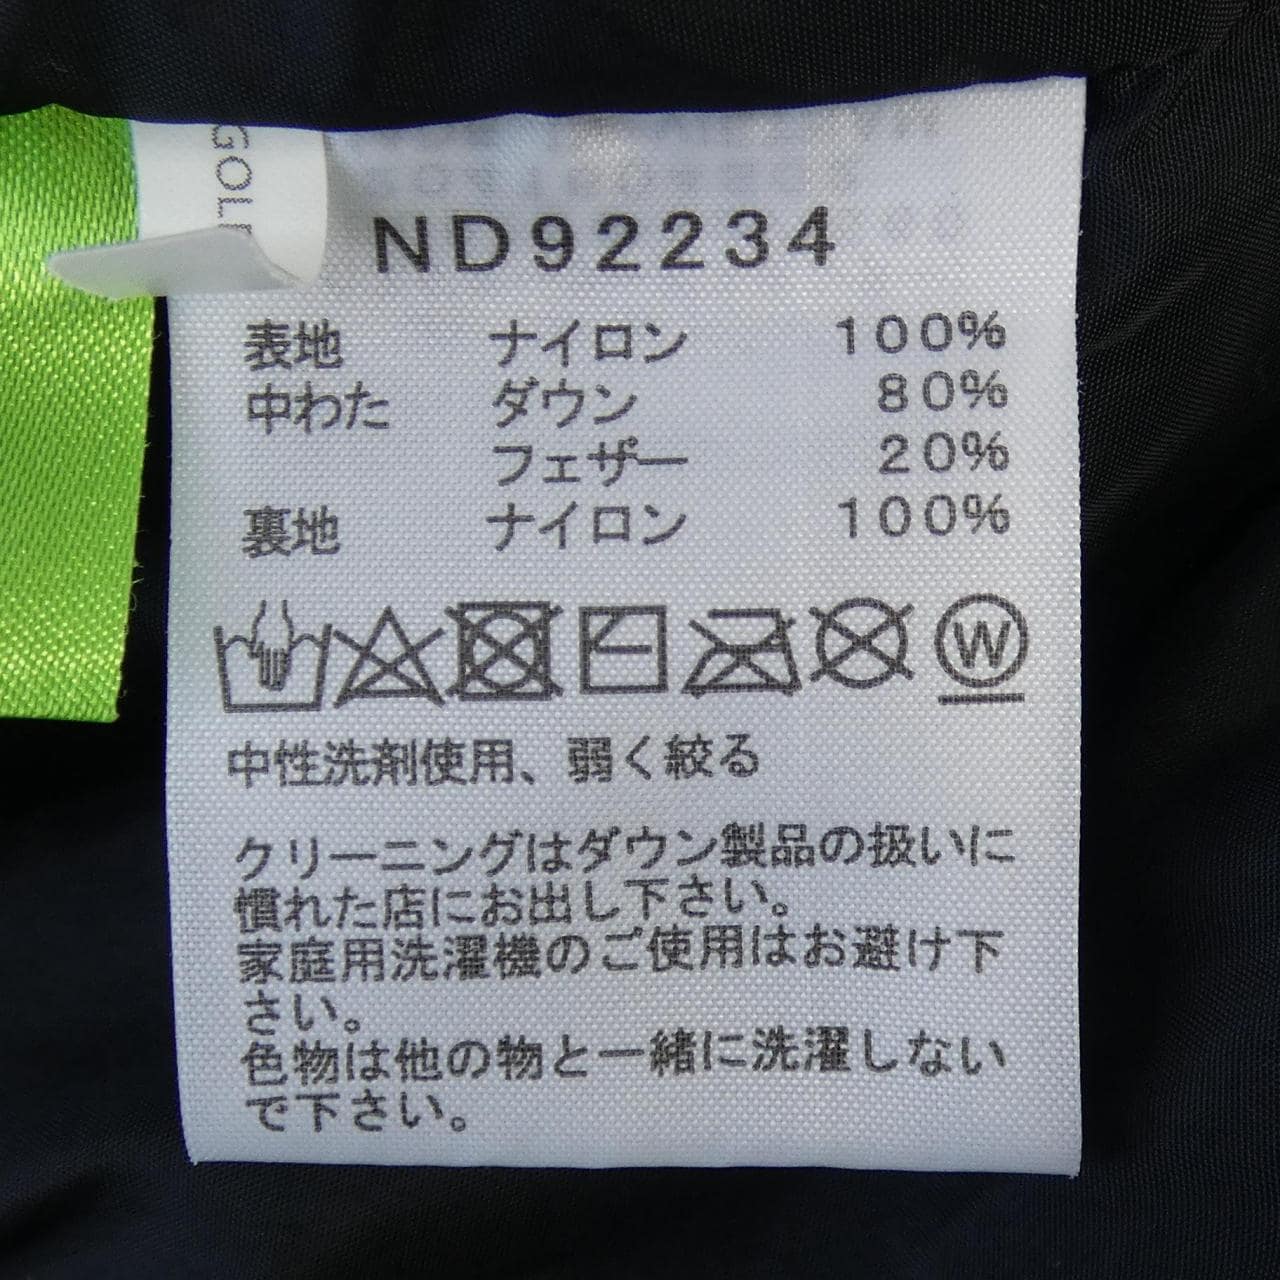 GOL
ND92234
表地 ナイロン 100%
中わた ダウン 80%
フェザー 20%
裏地 ナイロン 100%
W
中性洗剤使用、弱く絞る
クリーニングはダウン製品の扱いに
慣れた店にお出し下さい。
家庭用洗濯機のご使用はお避け下
さい。
色物は他の物と一緒に洗濯しない
で下さい。